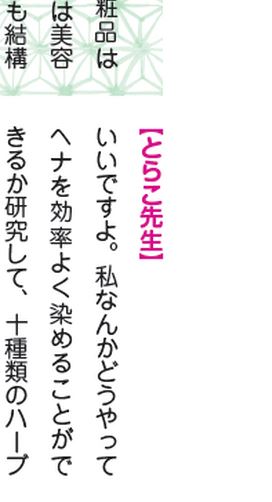 【とらこ先生】
いいですよ。私なんかどうやって
ヘナを効率よく染めることがで
きるか研究して、十種類のハーブ
粧品は
は美容
も結構